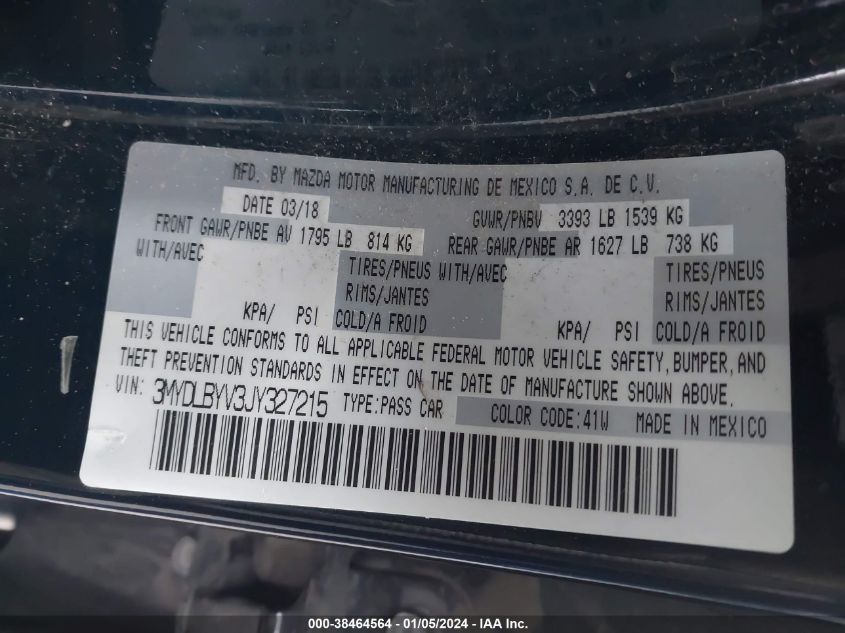 MFD. BY MAZDA MOTOR MANUFACTURING DE MEXICO S.A. DE C.V.
DATE 03/18 GVWR/PNBV 3393 LB 1539 KG
FRONT GAWR/PNBE AV 1795 LB 814 KG REAR GAWR/PNBE AR 1627 LB 738 KG
WITH/AVEC TIRES/PNEUS WITH/AVEC TIRES/PNEUS
RIMS/JANTES RIMS/JANTES
KPA/ PSI COLD/A FROID KPA/ PSI COLD/A FROID
THIS VEHICLE CONFORMS TO ALL APPLICABLE FEDERAL MOTOR VEHICLE SAFETY, BUMPER, AND
THEFT PREVENTION STANDARDS IN EFFECT ON THE DATE OF MANUFACTURE SHOWN ABOVE.
VIN: 3MYDLBYV3JY327215 TYPE:PASS CAR COLOR CODE:41W MADE IN MEXICO
000-38464564 - 01/05/2024 - IAA Inc.